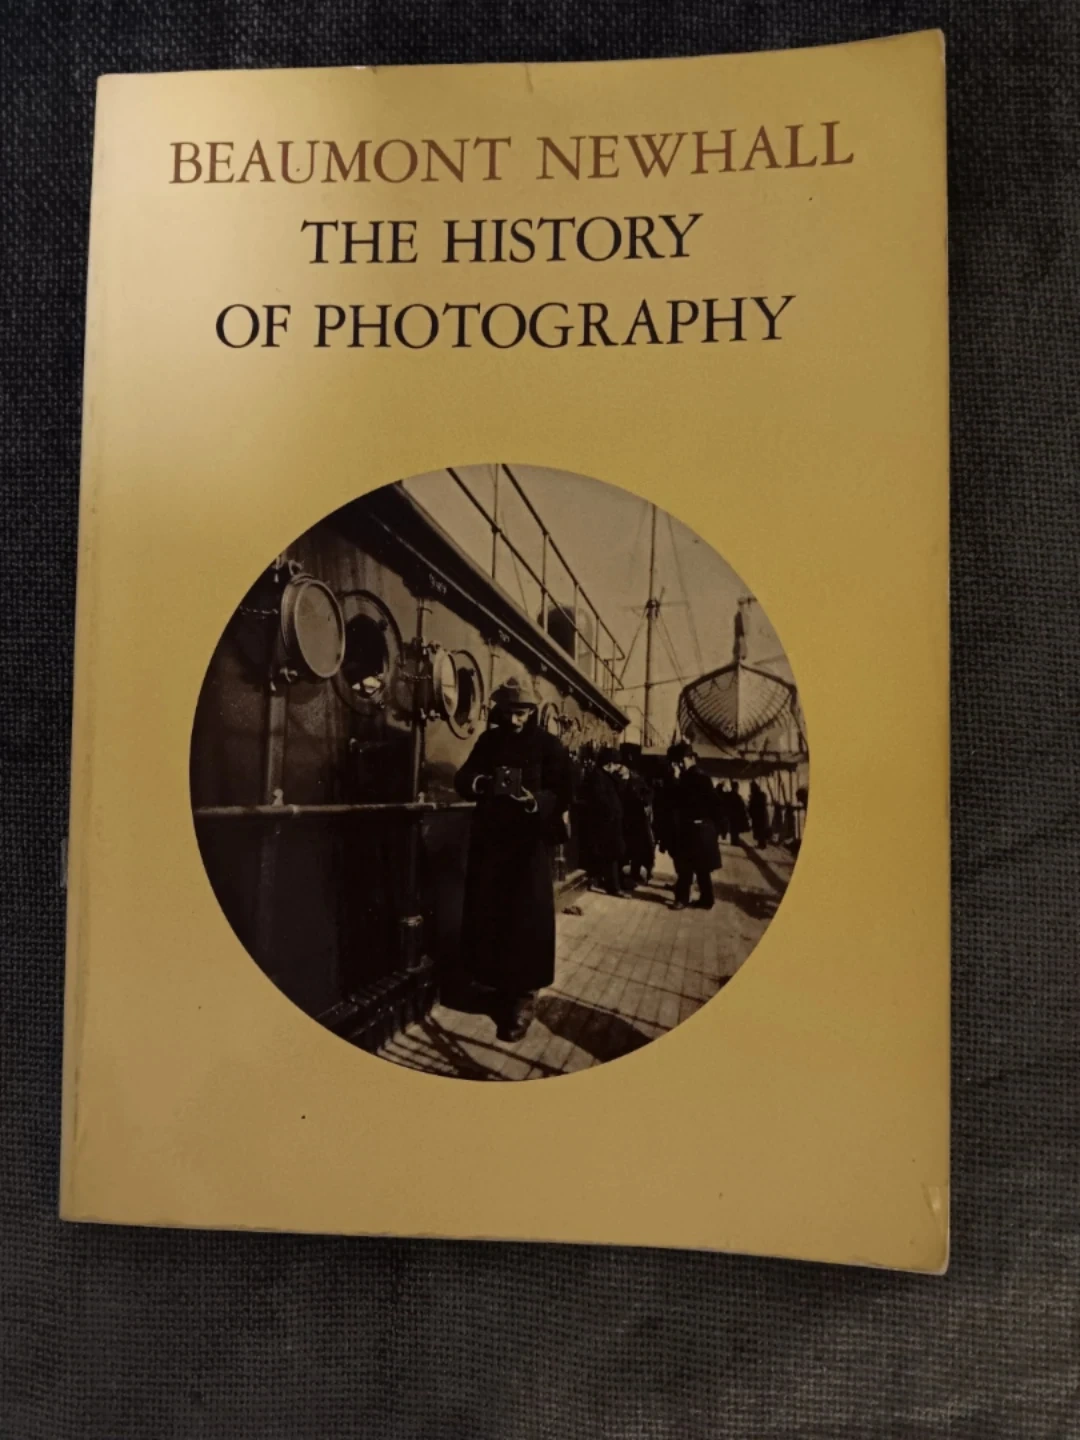 BEAUMONT NEWHALL
THE HISTORY
OF PHOTOGRAPHY